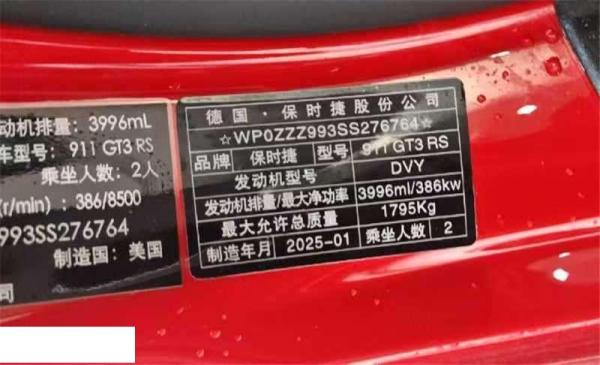 动机排量: 3996mL
车型号: 911 GT3 RS
乘坐人数: 2人
(r/min) : 386/8500
993SS276764
制造国: 美国
司
德国·保时捷股份公司
☆WP0ZZZ993SS276764☆
品牌 保时捷 型号 911 GT3 RS
发动机型号 DVY
发动机排量/最大净功率 3996ml/386kw
最大允许总质量 1795Kg
制造年月 2025-01 乘坐人数 2